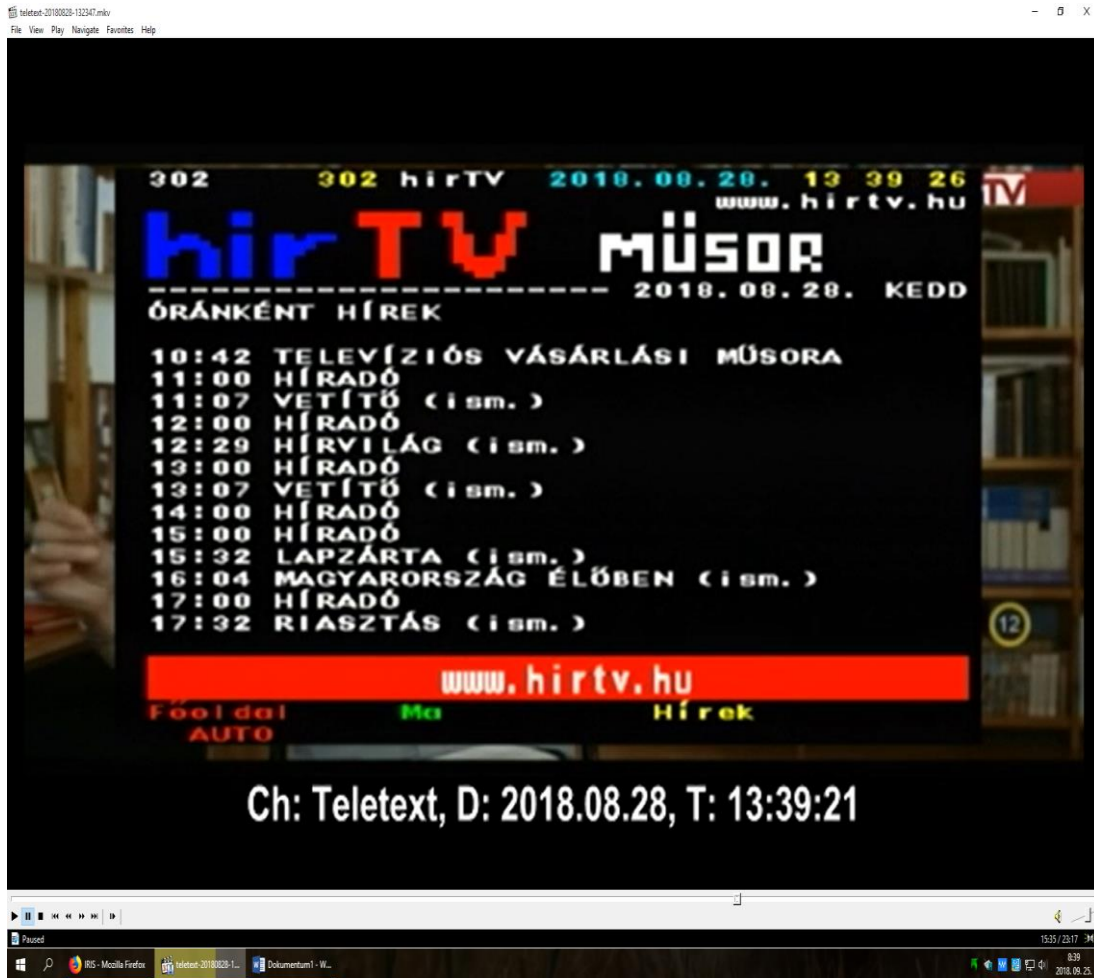 teletext-20180828-132347.mkv
File View Play Navigate Favorites Help
302 302 hirTV 2018.08.28. 13 39 26
www.hirtv.hu
TV
hirTV MŰSOR
2018.08.28. KEDD
ÓRÁNKÉNT HÍREK
10:42 TELEVÍZIÓS VÁSÁRLÁSI MŰSORA
11:00 HÍRADÓ
11:07 VETÍTŐ (ism.)
12:00 HÍRADÓ
12:29 HÍRVILÁG (ism.)
13:00 HÍRADÓ
13:07 VETÍTŐ (ism.)
14:00 HÍRADÓ
15:00 HÍRADÓ
15:32 LAPZÁRTA (ism.)
16:04 MAGYARORSZÁG ÉLŐBEN (ism.)
17:00 HÍRADÓ
17:32 RIASZTÁS (ism.)
12
www.hirtv.hu
Főoldal Ma Hírek
AUTO
Ch: Teletext, D: 2018.08.28, T: 13:39:21
Paused 15:35 / 23:17
IRIS - Mozilla Firefox teletext-20180828-1... Dokumentum1 - W... 8:39
2018. 09. 25.